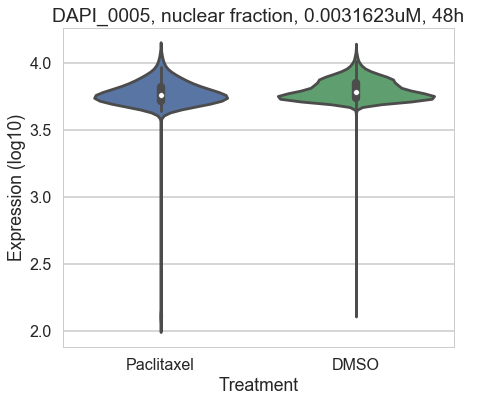 DAPI_0005, nuclear fraction, 0.0031623uM, 48h
4.0
3.5
3.0
2.5
2.0
Expression (log10)
Paclitaxel
DMSO
Treatment